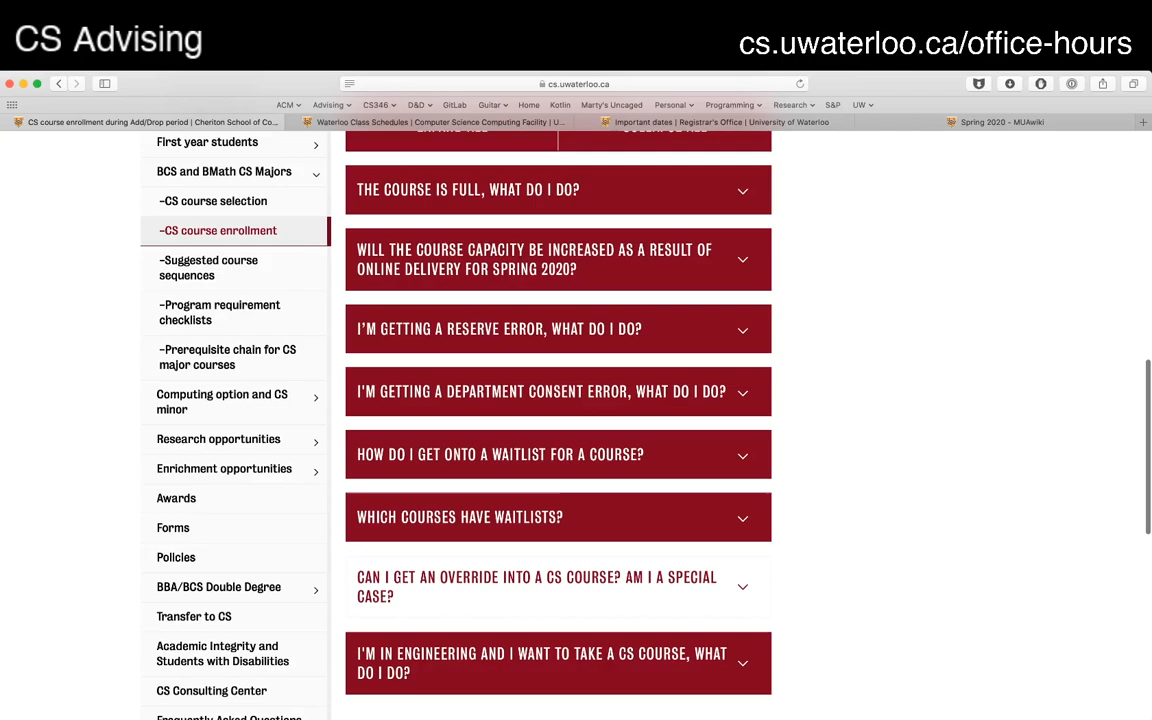 CS Advising
cs.uwaterloo.ca/office-hours
cs.uwaterloo.ca
ACM
Advising
CS346
D&D
GitLab
Guitar
Home
Kotlin
Marty's Uncaged
Personal
Programming
Research
S&P
UW
CS course enrollment during Add/Drop period | Cheriton School of Co...
Waterloo Class Schedules | Computer Science Computing Facility | U...
Important dates | Registrar's Office | University of Waterloo
Spring 2020 - MUAwiki
First year students
BCS and BMath CS Majors
-CS course selection
-CS course enrollment
-Suggested course
sequences
-Program requirement
checklists
-Prerequisite chain for CS
major courses
Computing option and CS
minor
Research opportunities
Enrichment opportunities
Awards
Forms
Policies
BBA/BCS Double Degree
Transfer to CS
Academic Integrity and
Students with Disabilities
CS Consulting Center
Frequently Asked Questions
THE COURSE IS FULL, WHAT DO I DO?
WILL THE COURSE CAPACITY BE INCREASED AS A RESULT OF
ONLINE DELIVERY FOR SPRING 2020?
I'M GETTING A RESERVE ERROR, WHAT DO I DO?
I'M GETTING A DEPARTMENT CONSENT ERROR, WHAT DO I DO?
HOW DO I GET ONTO A WAITLIST FOR A COURSE?
WHICH COURSES HAVE WAITLISTS?
CAN I GET AN OVERRIDE INTO A CS COURSE? AM I A SPECIAL
CASE?
I'M IN ENGINEERING AND I WANT TO TAKE A CS COURSE, WHAT
DO I DO?